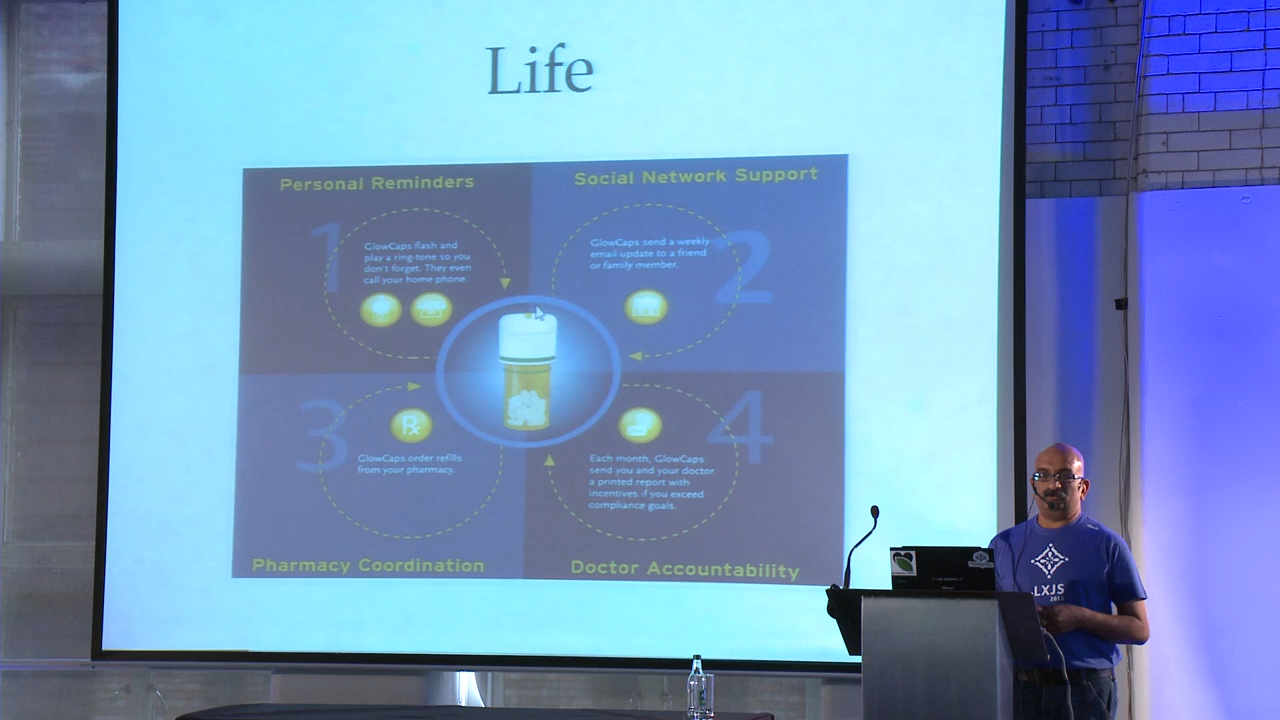 Life
Personal Reminders
Social Network Support
1
GlowCaps flash and
play a ring-tone so you
don't forget. They even
call your home phone.
2
GlowCaps send a weekly
email update to a friend
or family member.
3
Rx
GlowCaps order refills
from your pharmacy.
4
Each month, GlowCaps
send you and your doctor
a printed report with
incentives if you exceed
compliance goals.
Pharmacy Coordination
Doctor Accountability
LXJS
2012